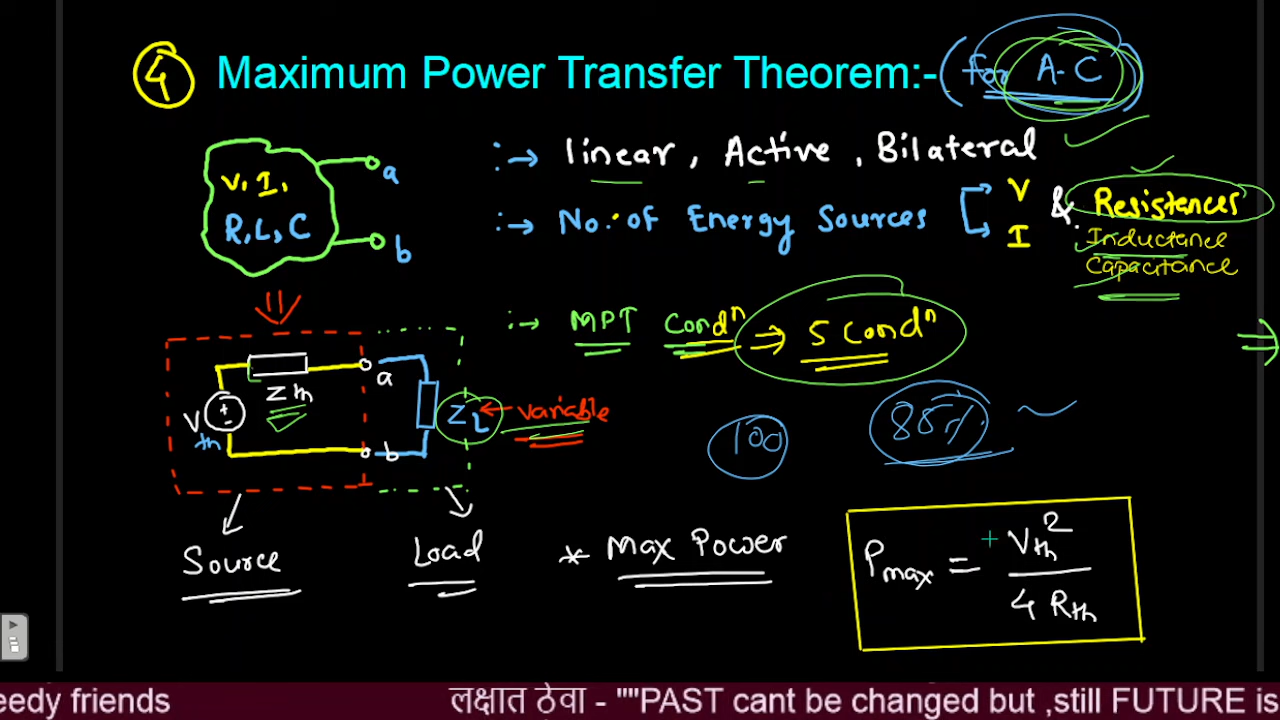 4 Maximum Power Transfer Theorem:- (for A-C)
V, I,
R, L, C
a
b
:→ linear, Active, Bilateral
:→ No. of Energy Sources V I & Resistences
Inductance
Capacitance
:→ MPT Condⁿ ⇒ 5 Condⁿ
Zth
a
Vth
ZL ← variable
b
100
85%
Source
Load
* Max Power
Pmax = Vth²
4 Rth
eedy friends लक्षात ठेवा - ""PAST cant be changed but ,still FUTURE is